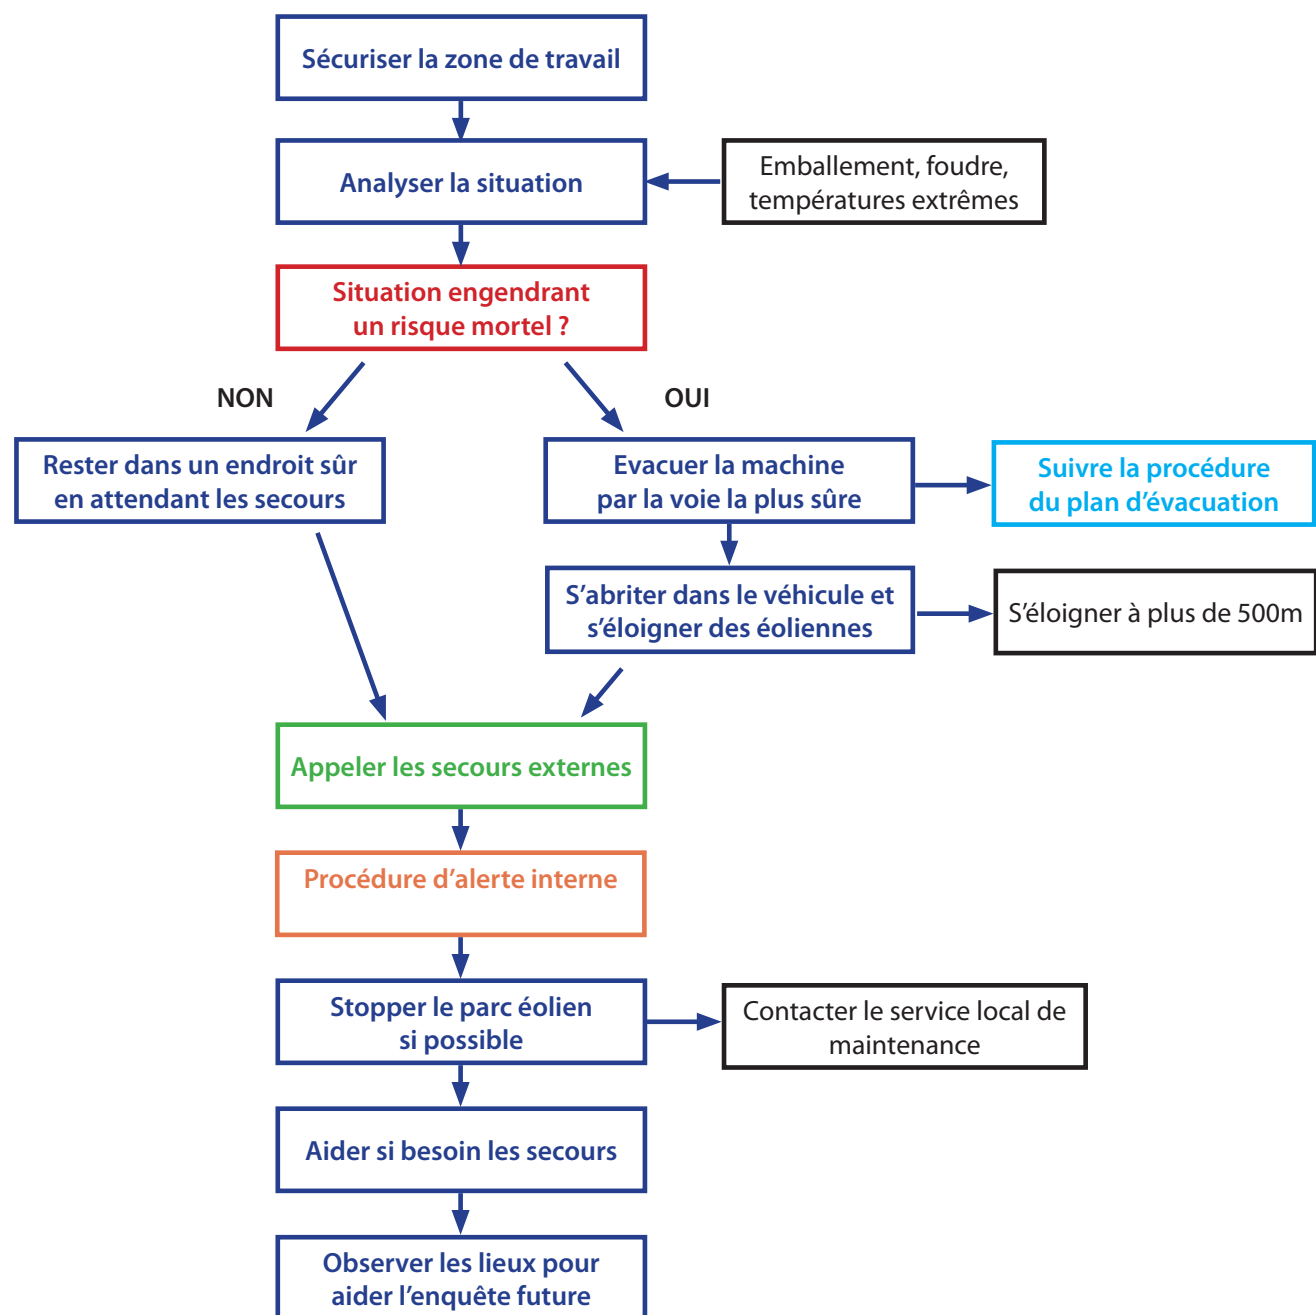 Sécuriser la zone de travail
Analyser la situation
Emballement, foudre,
températures extrêmes
Situation engendrant
un risque mortel ?
NON
OUI
Rester dans un endroit sûr
en attendant les secours
Evacuer la machine
par la voie la plus sûre
Suivre la procédure
du plan d’évacuation
S’abriter dans le véhicule et
s’éloigner des éoliennes
S’éloigner à plus de 500m
Appeler les secours externes
Procédure d’alerte interne
Stopper le parc éolien
si possible
Contacter le service local de
maintenance
Aider si besoin les secours
Observer les lieux pour
aider l’enquête future